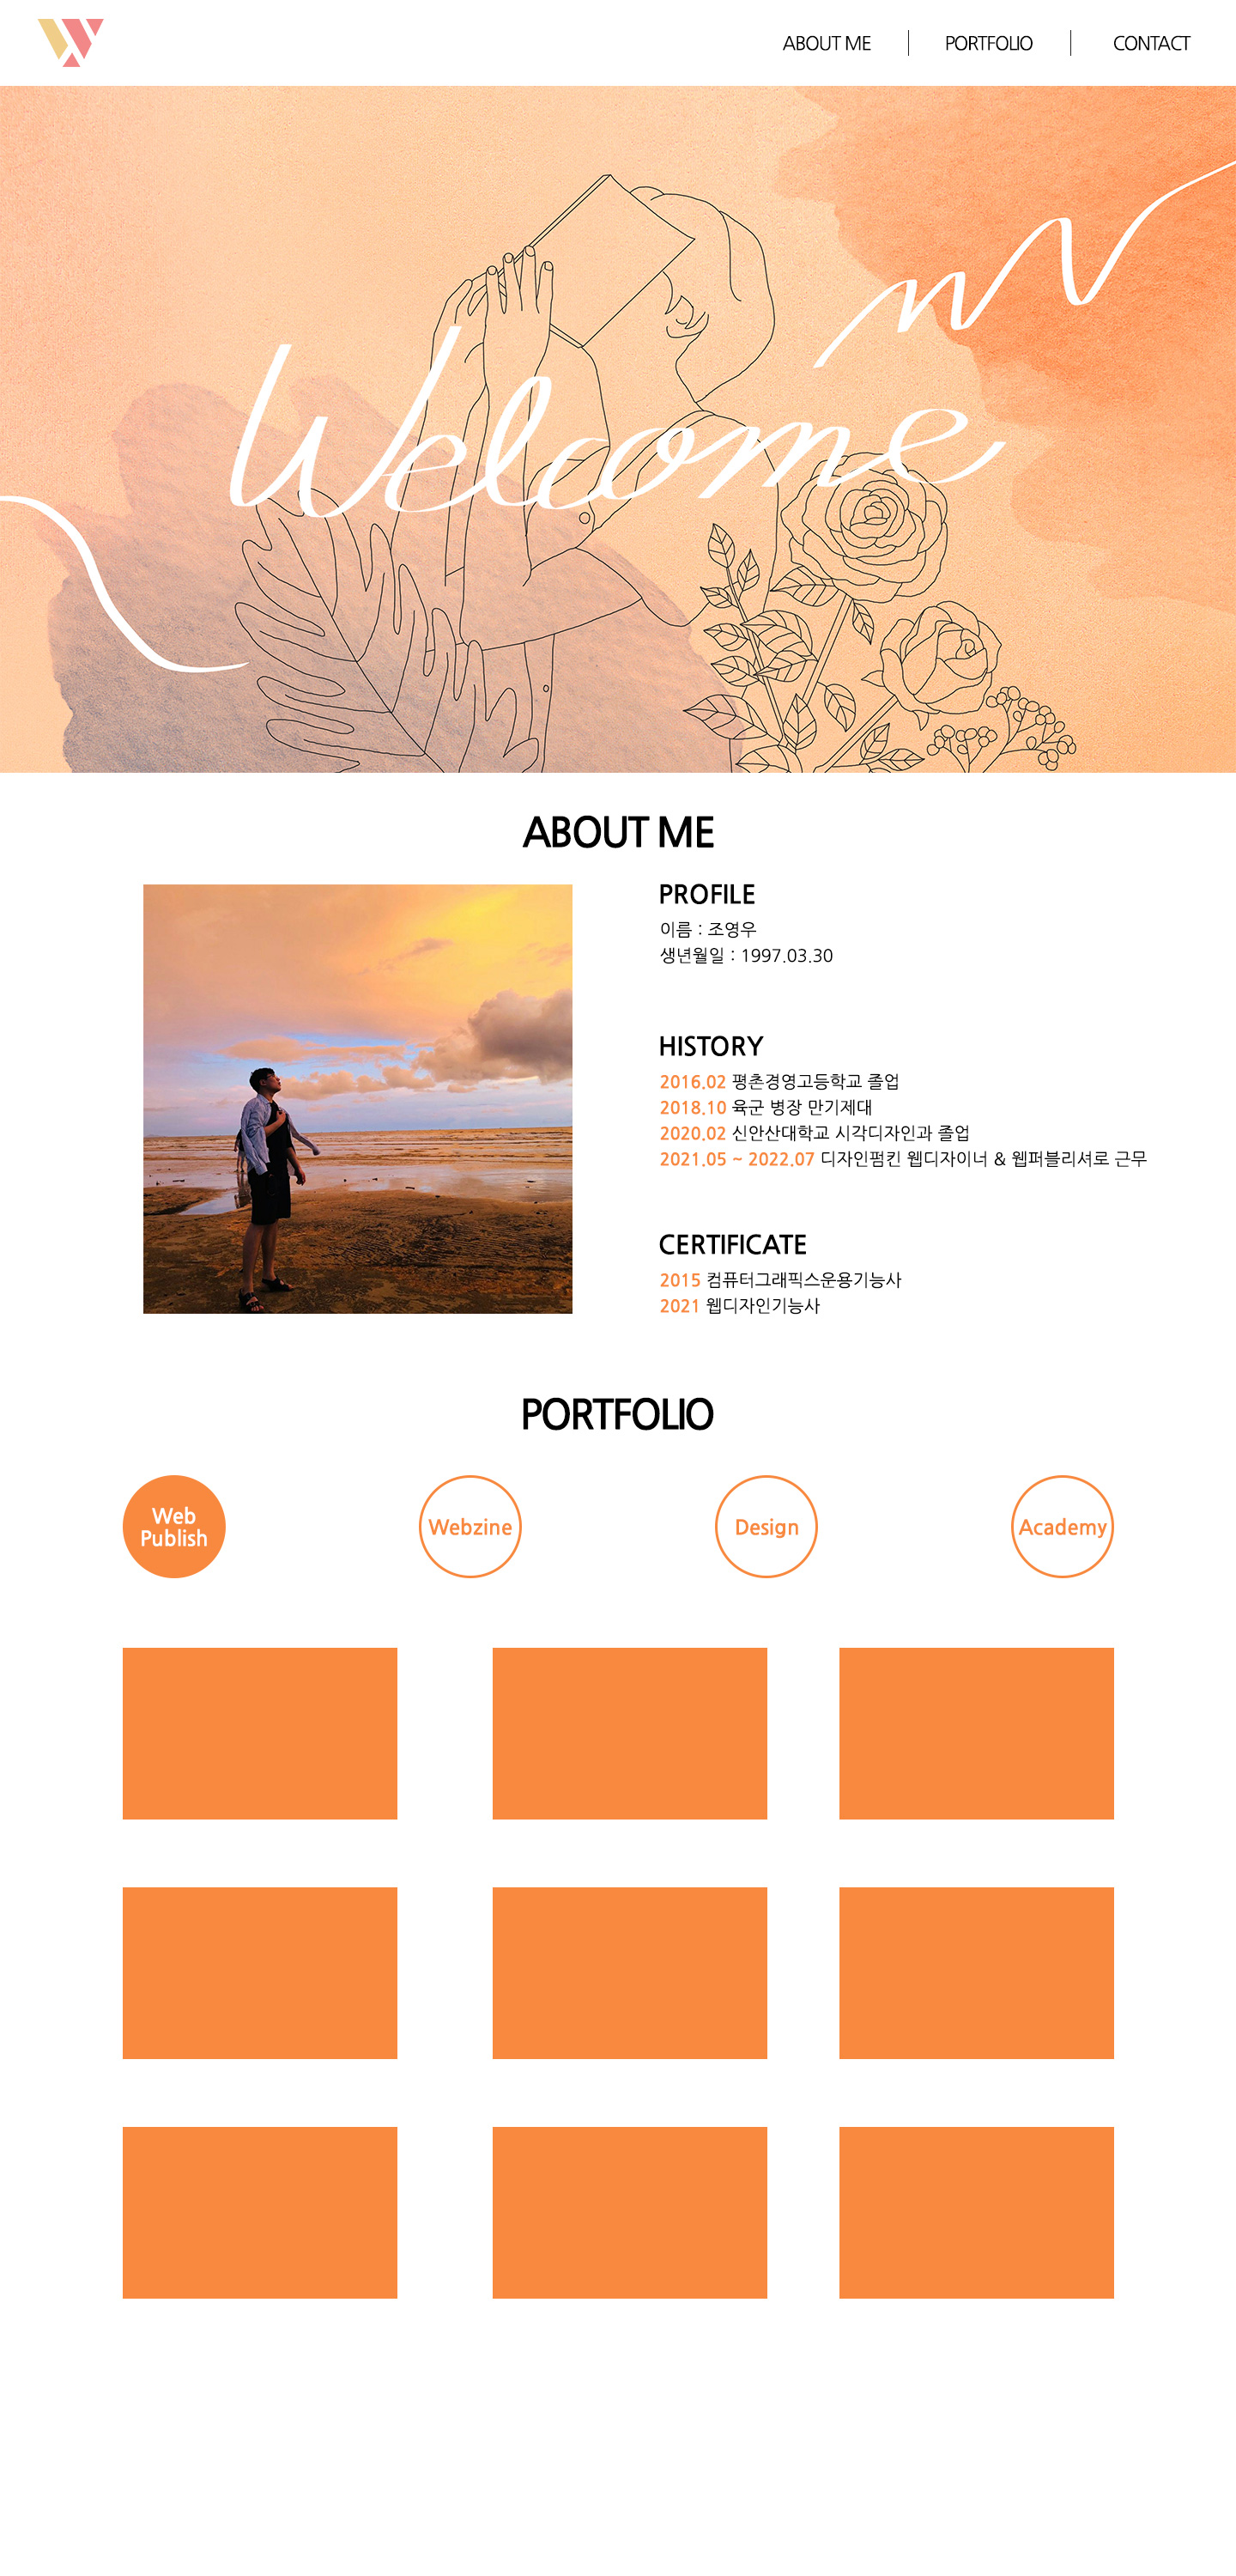 ABOUT ME
PORTFOLIO
CONTACT
Welcome
ABOUT ME
PROFILE
이름 : 조영우
생년월일 : 1997.03.30
HISTORY
2016.02 평촌경영고등학교 졸업
2018.10 육군 병장 만기제대
2020.02 신안산대학교 시각디자인과 졸업
2021.05 ~ 2022.07 디자인펌킨 웹디자이너 & 웹퍼블리셔로 근무
CERTIFICATE
2015 컴퓨터그래픽스운용기능사
2021 웹디자인기능사
PORTFOLIO
Web
Publish
Webzine
Design
Academy